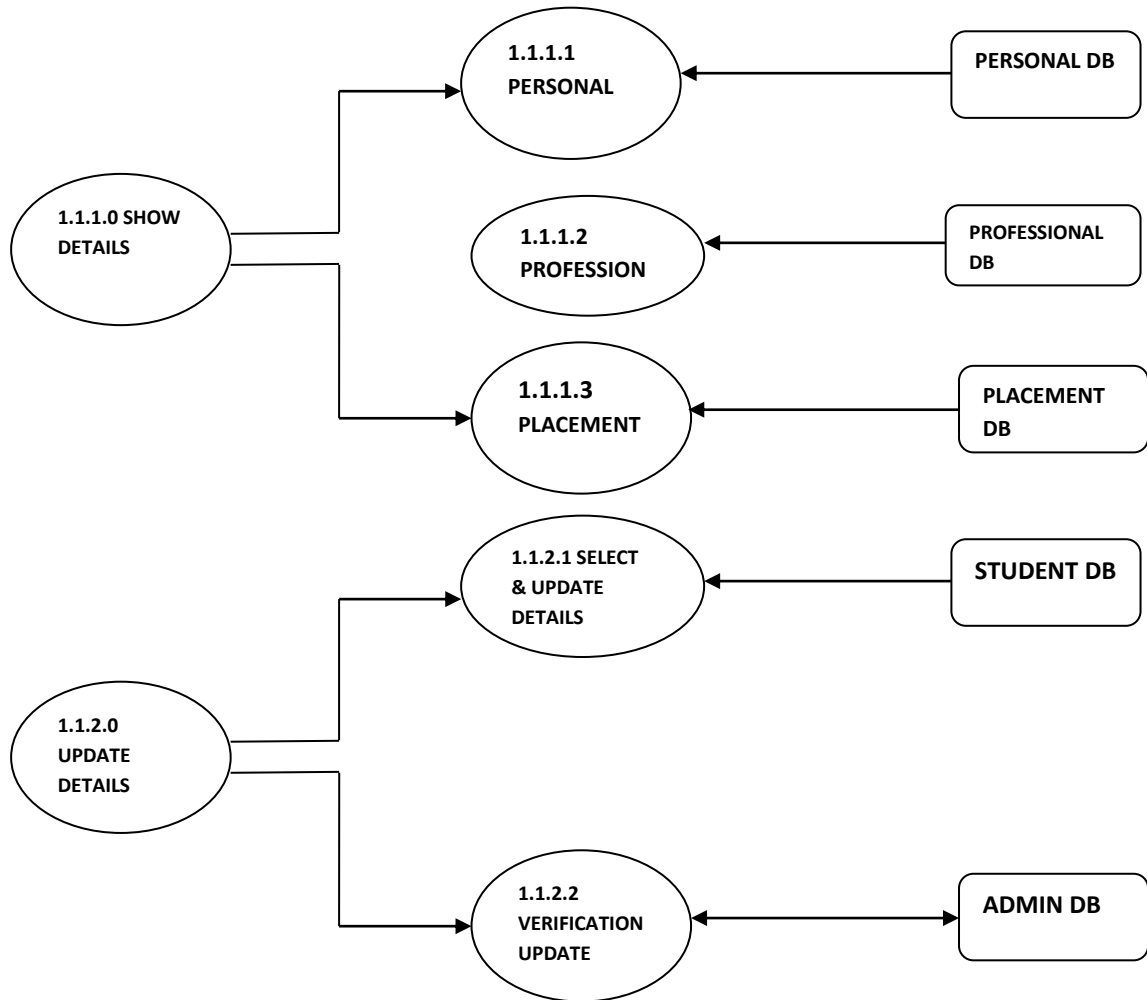 1.1.1.1
PERSONAL
PERSONAL DB
1.1.1.0 SHOW
DETAILS
1.1.1.2
PROFESSION
PROFESSIONAL
DB
1.1.1.3
PLACEMENT
PLACEMENT
DB
1.1.2.1 SELECT
& UPDATE
DETAILS
STUDENT DB
1.1.2.0
UPDATE
DETAILS
1.1.2.2
VERIFICATION
UPDATE
ADMIN DB